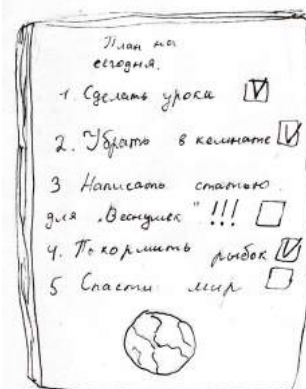 План на
сегодня.
1. Сделать уроки
2. Убрать в комнате
3 Написать статью
для „Веснушек" !!!
4. Покормить рыбок
5 Спасти мир